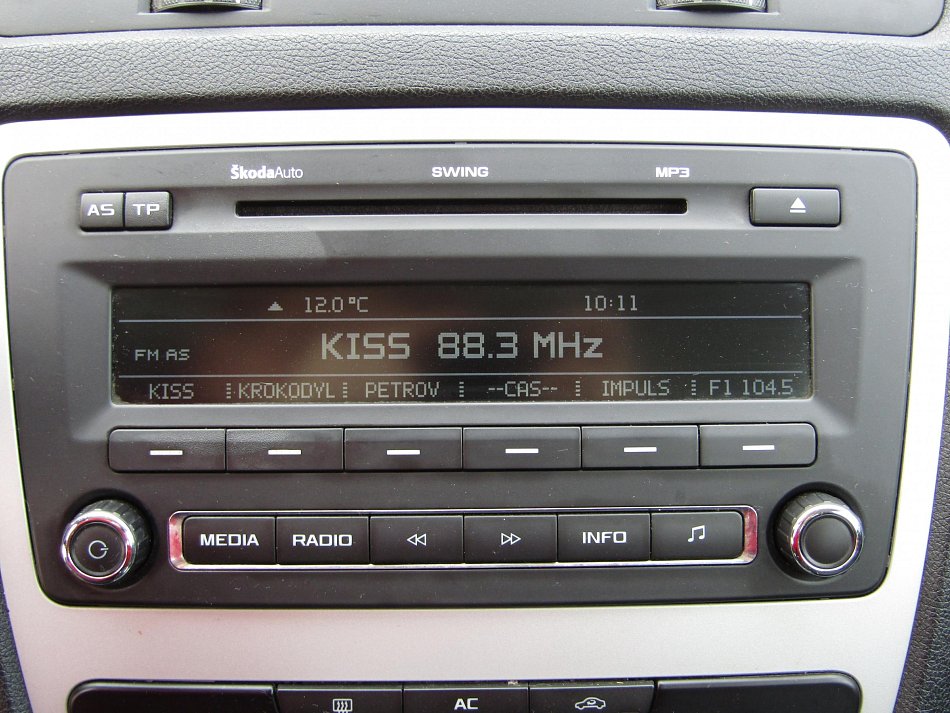 ŠkodaAuto SWING MP3
AS TP
12.0°C 10:11
KISS 88.3 MHz
FM AS
KISS KROKODYL PETROV --CAS-- IMPULS F1 104.5
MEDIA RADIO INFO
AC